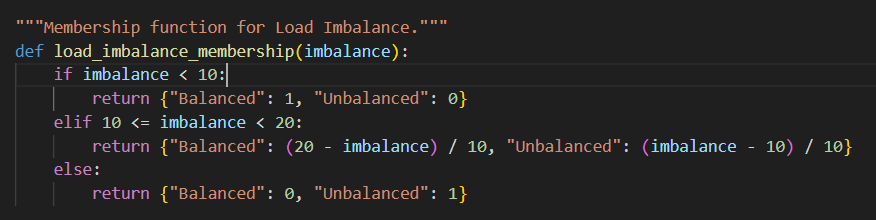 """Membership function for Load Imbalance."""
def load_imbalance_membership(imbalance):
    if imbalance < 10:
        return {"Balanced": 1, "Unbalanced": 0}
    elif 10 <= imbalance < 20:
        return {"Balanced": (20 - imbalance) / 10, "Unbalanced": (imbalance - 10) / 10}
    else:
        return {"Balanced": 0, "Unbalanced": 1}